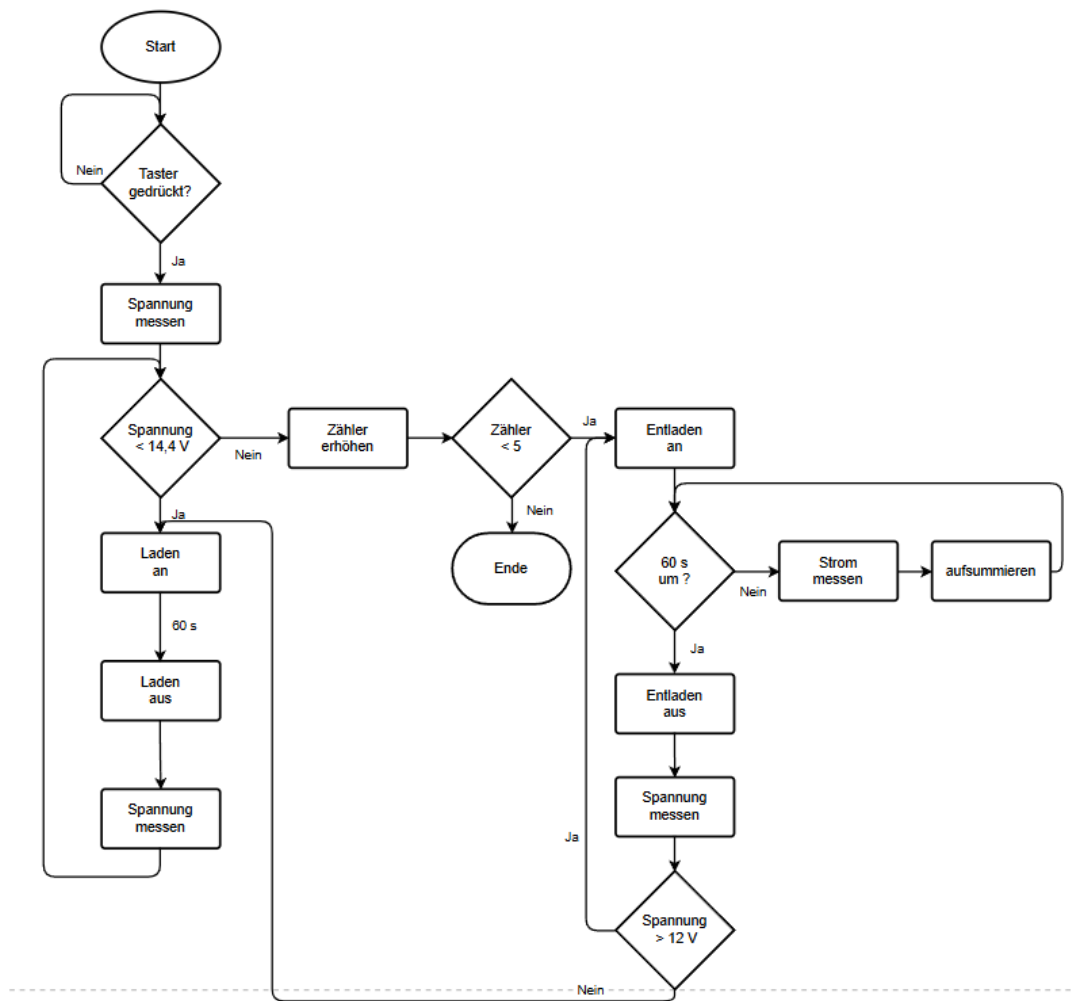 Start
Nein
Taster
gedrückt?
Ja
Spannung
messen
Spannung
< 14,4 V
Nein
Zähler
erhöhen
Zähler
< 5
Ja
Entladen
an
Ja
Nein
Laden
an
Ende
60 s
um ?
Nein
Strom
messen
aufsummieren
60 s
Ja
Laden
aus
Entladen
aus
Spannung
messen
Spannung
messen
Ja
Spannung
> 12 V
Nein